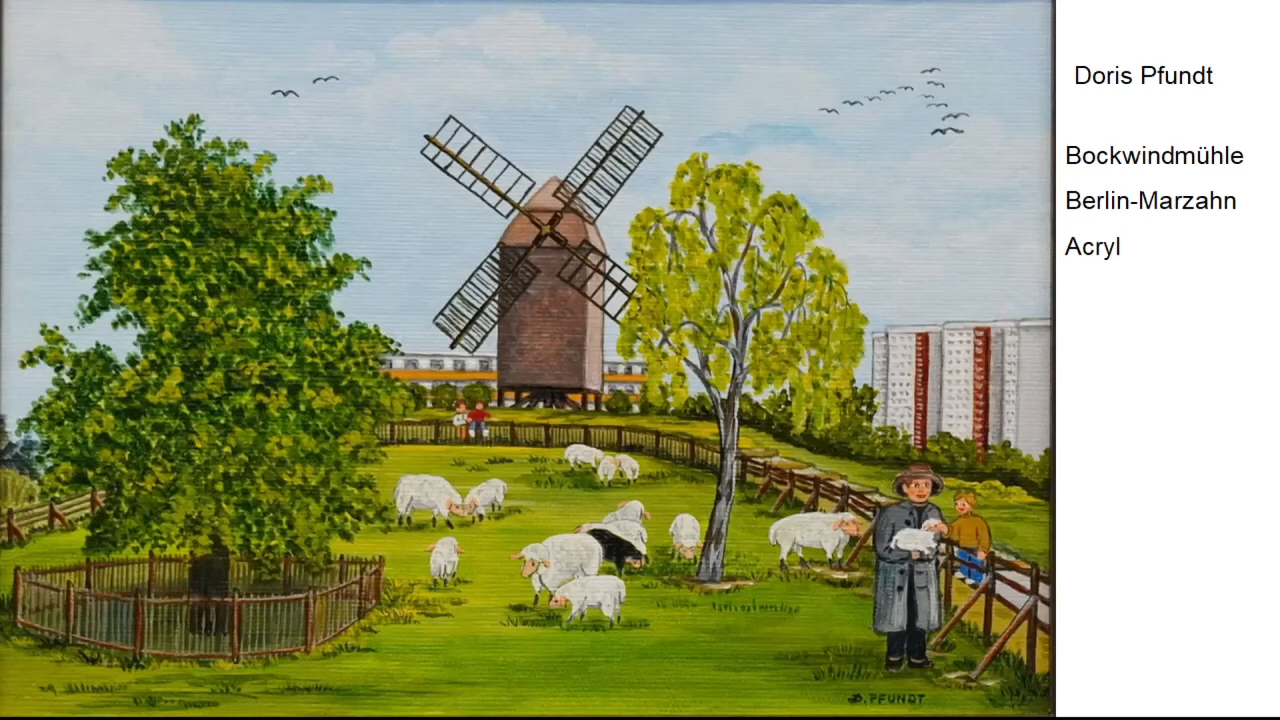 Doris Pfundt
Bockwindmühle
Berlin-Marzahn
Acryl
D. PFUNDT